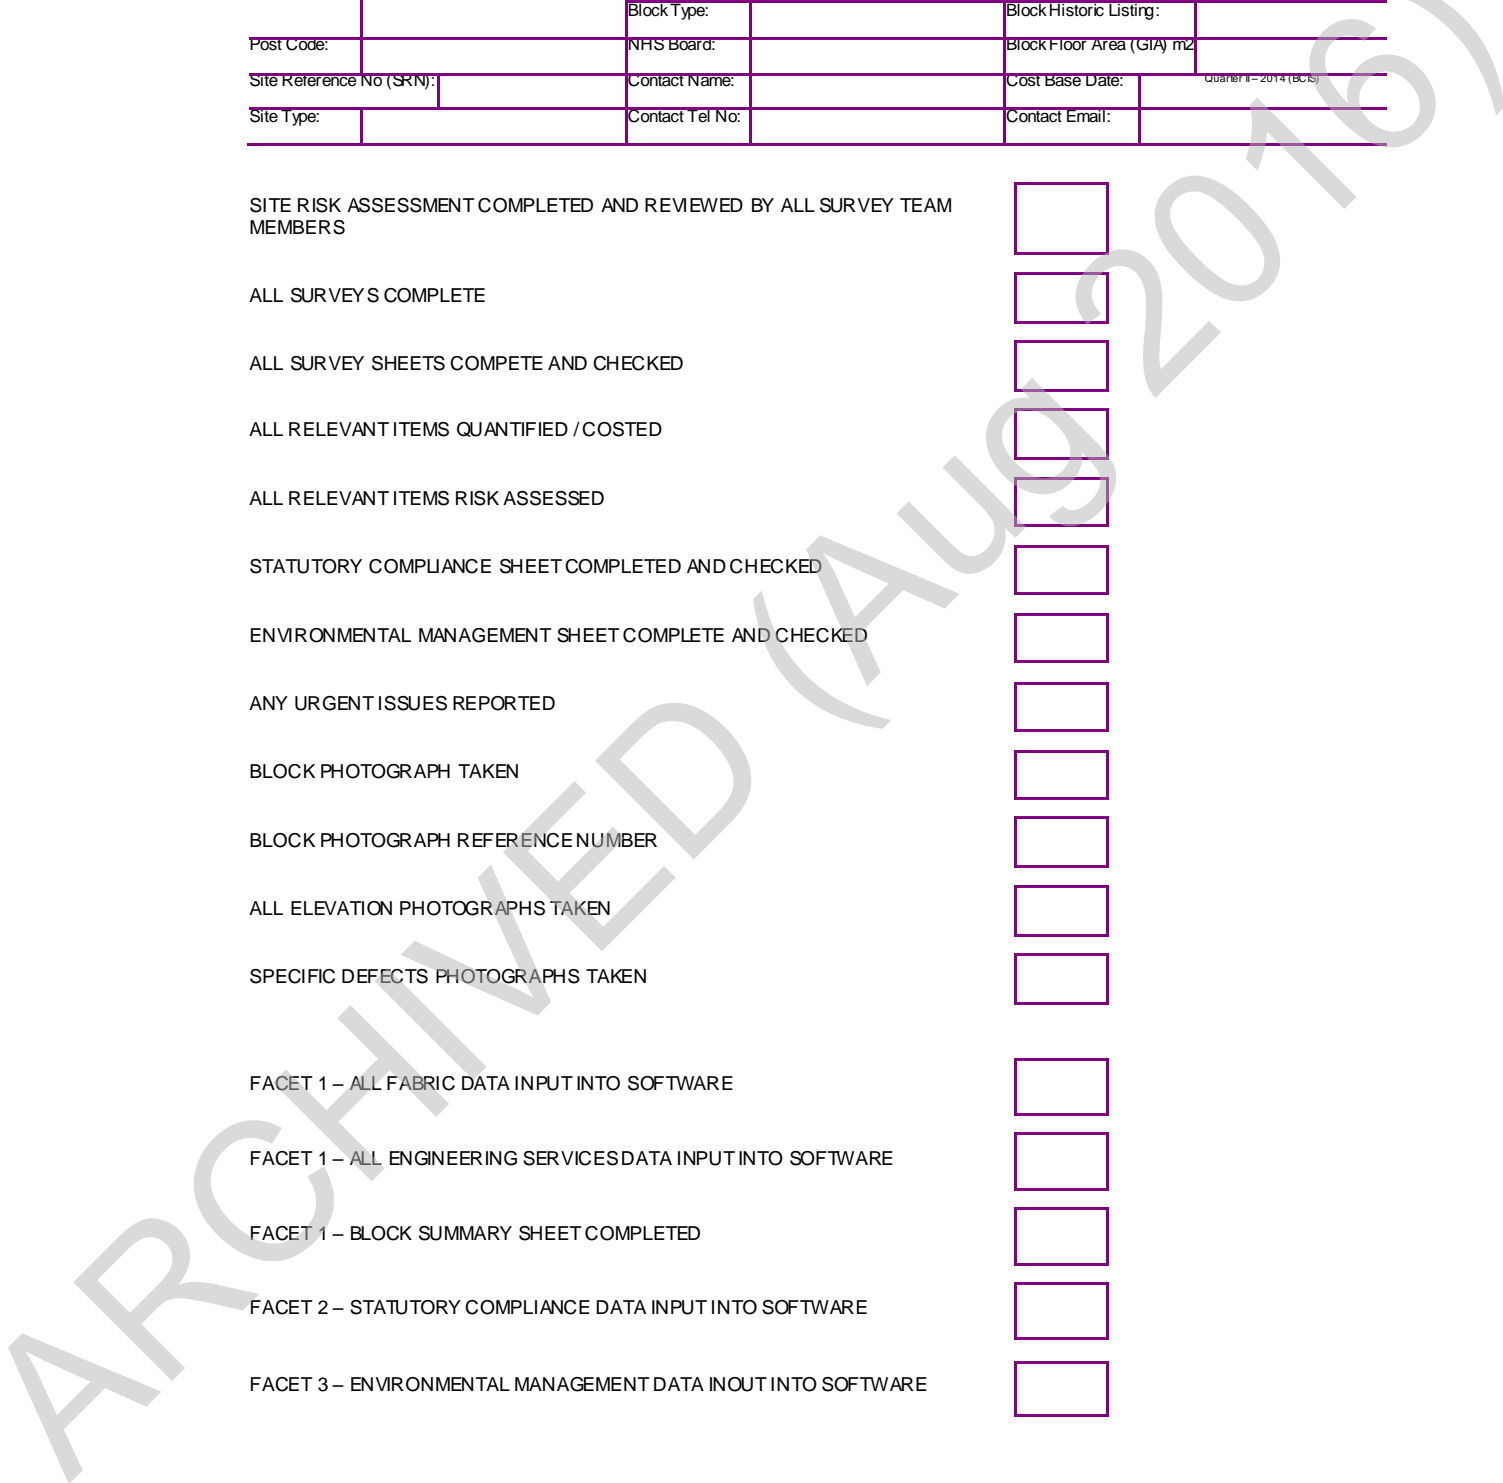 Block Type: Block Historic Listing:
Post Code: NHS Board: Block Floor Area (GIA) m2
Site Reference No (SRN): Contact Name: Cost Base Date: Quarter II – 2014 (BCIS)
Site Type: Contact Tel No: Contact Email:
SITE RISK ASSESSMENT COMPLETED AND REVIEWED BY ALL SURVEY TEAM
MEMBERS
ALL SURVEYS COMPLETE
ALL SURVEY SHEETS COMPETE AND CHECKED
ALL RELEVANT ITEMS QUANTIFIED / COSTED
ALL RELEVANT ITEMS RISK ASSESSED
STATUTORY COMPLIANCE SHEET COMPLETED AND CHECKED
ENVIRONMENTAL MANAGEMENT SHEET COMPLETE AND CHECKED
ANY URGENT ISSUES REPORTED
BLOCK PHOTOGRAPH TAKEN
BLOCK PHOTOGRAPH REFERENCE NUMBER
ALL ELEVATION PHOTOGRAPHS TAKEN
SPECIFIC DEFECTS PHOTOGRAPHS TAKEN
FACET 1 – ALL FABRIC DATA INPUT INTO SOFTWARE
FACET 1 – ALL ENGINEERING SERVICES DATA INPUT INTO SOFTWARE
FACET 1 – BLOCK SUMMARY SHEET COMPLETED
FACET 2 – STATUTORY COMPLIANCE DATA INPUT INTO SOFTWARE
FACET 3 – ENVIRONMENTAL MANAGEMENT DATA INOUT INTO SOFTWARE
ARCHIVED (Aug 2016)